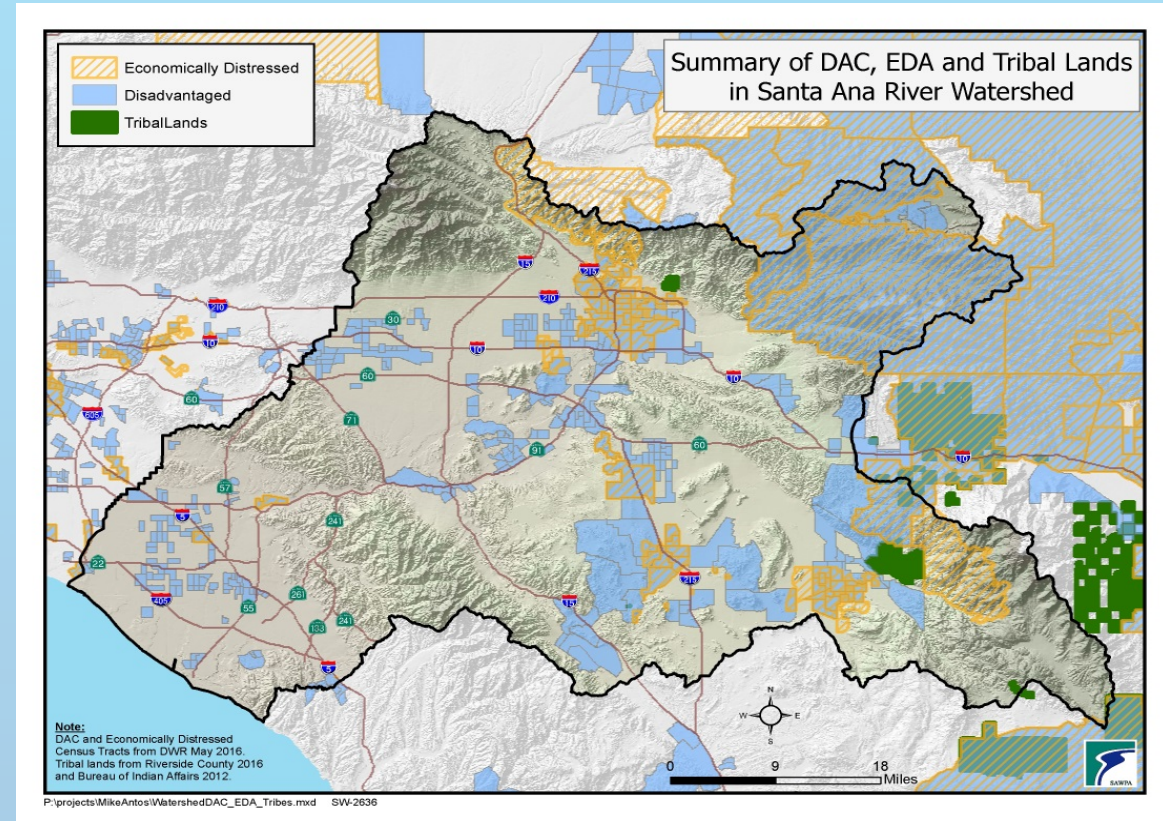 Summary of DAC, EDA and Tribal Lands
in Santa Ana River Watershed
Economically Distressed
Disadvantaged
TribalLands
15
215
210
210
30
10
10
10
60
60
60
605
71
91
10
57
5
241
22
405
55
261
133
241
5
15
215
N
W
E
S
0
9
18
Miles
Note:
DAC and Economically Distressed
Census Tracts from DWR May 2016.
Tribal lands from Riverside County 2016
and Bureau of Indian Affairs 2012.
SAWPA
P:\projects\MikeAntos\WatershedDAC_EDA_Tribes.mxd SW-2636